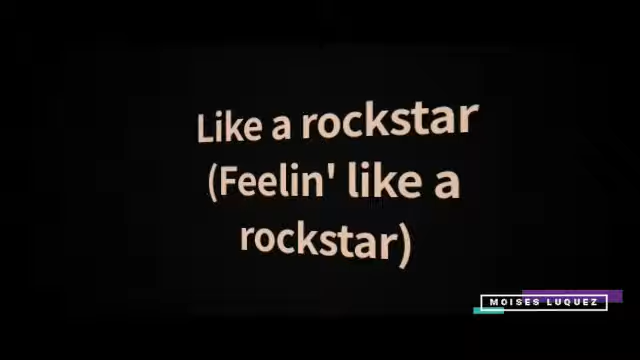 Like a rockstar
(Feelin' like a
rockstar)
MOISES LUQUEZ